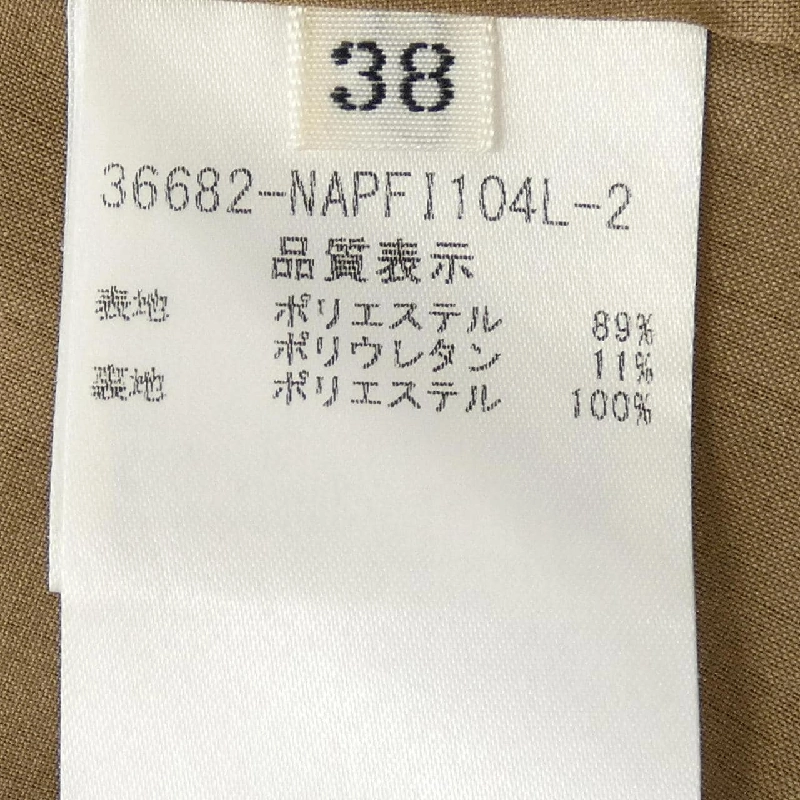 38
36682-NAPFI104L-2
品質表示
表地 ポリエステル 89%
ポリウレタン 11%
裏地 ポリエステル 100%